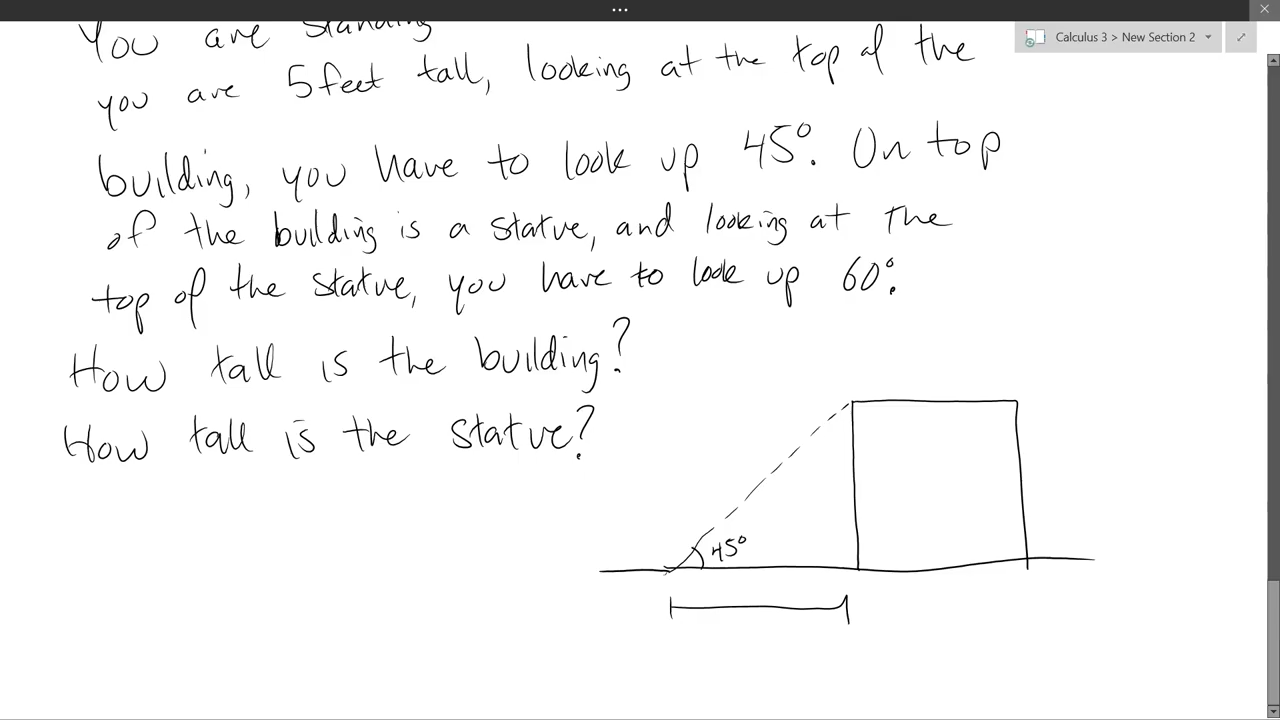 Calculus 3 > New Section 2
You are standing
you are 5 feet tall, looking at the top of the
building, you have to look up 45°. On top
of the building is a statue, and looking at the
top of the statue, you have to look up 60°.
How tall is the building?
How tall is the statue?
45°